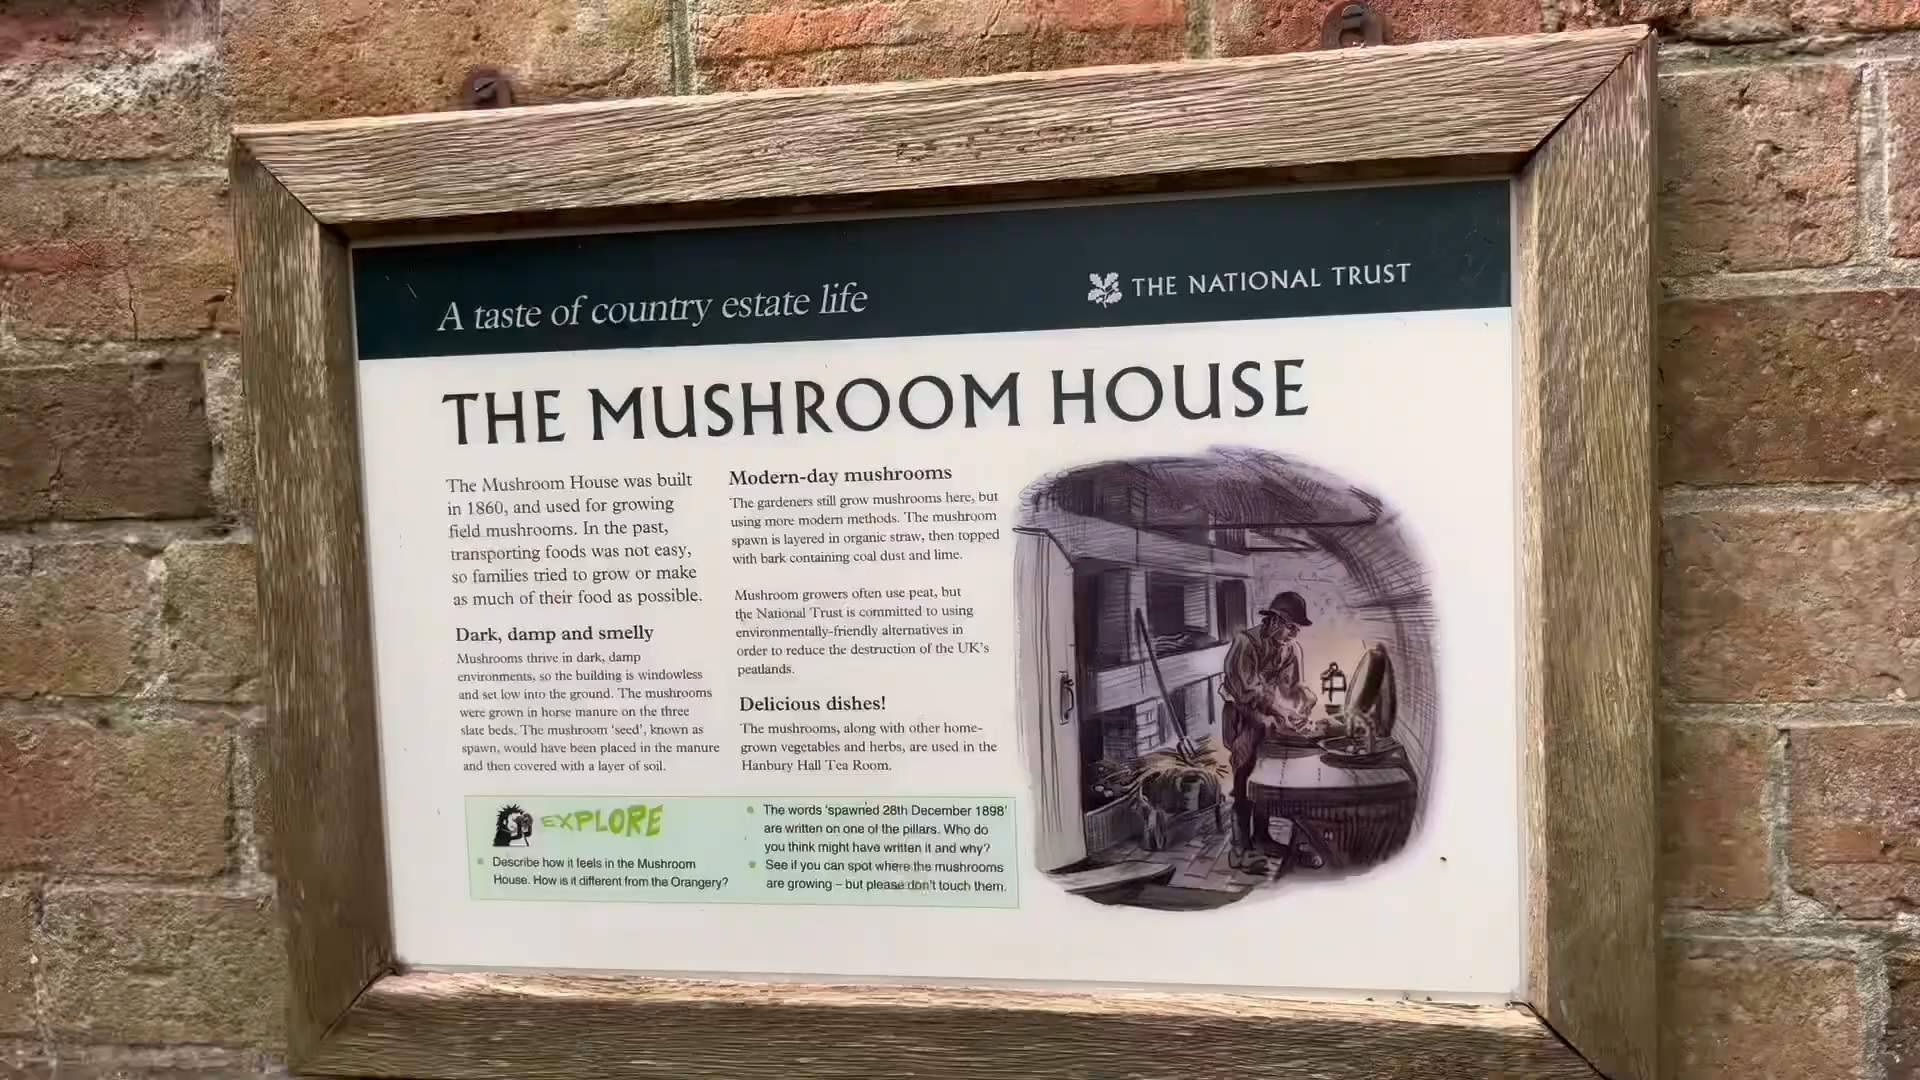 A taste of country estate life
THE NATIONAL TRUST
THE MUSHROOM HOUSE
The Mushroom House was built
in 1860, and used for growing
field mushrooms. In the past,
transporting foods was not easy,
so families tried to grow or make
as much of their food as possible.
Dark, damp and smelly
Mushrooms thrive in dark, damp
environments, so the building is windowless
and set low into the ground. The mushrooms
were grown in horse manure on the three
slate beds. The mushroom 'seed', known as
spawn, would have been placed in the manure
and then covered with a layer of soil.
Modern-day mushrooms
The gardeners still grow mushrooms here, but
using more modern methods. The mushroom
spawn is layered in organic straw, then topped
with bark containing coal dust and lime.
Mushroom growers often use peat, but
the National Trust is committed to using
environmentally-friendly alternatives in
order to reduce the destruction of the UK's
peatlands.
Delicious dishes!
The mushrooms, along with other home-
grown vegetables and herbs, are used in the
Hanbury Hall Tea Room.
EXPLORE
Describe how it feels in the Mushroom
House. How is it different from the Orangery?
The words 'spawned 28th December 1898'
are written on one of the pillars. Who do
you think might have written it and why?
See if you can spot where the mushrooms
are growing – but please don't touch them.